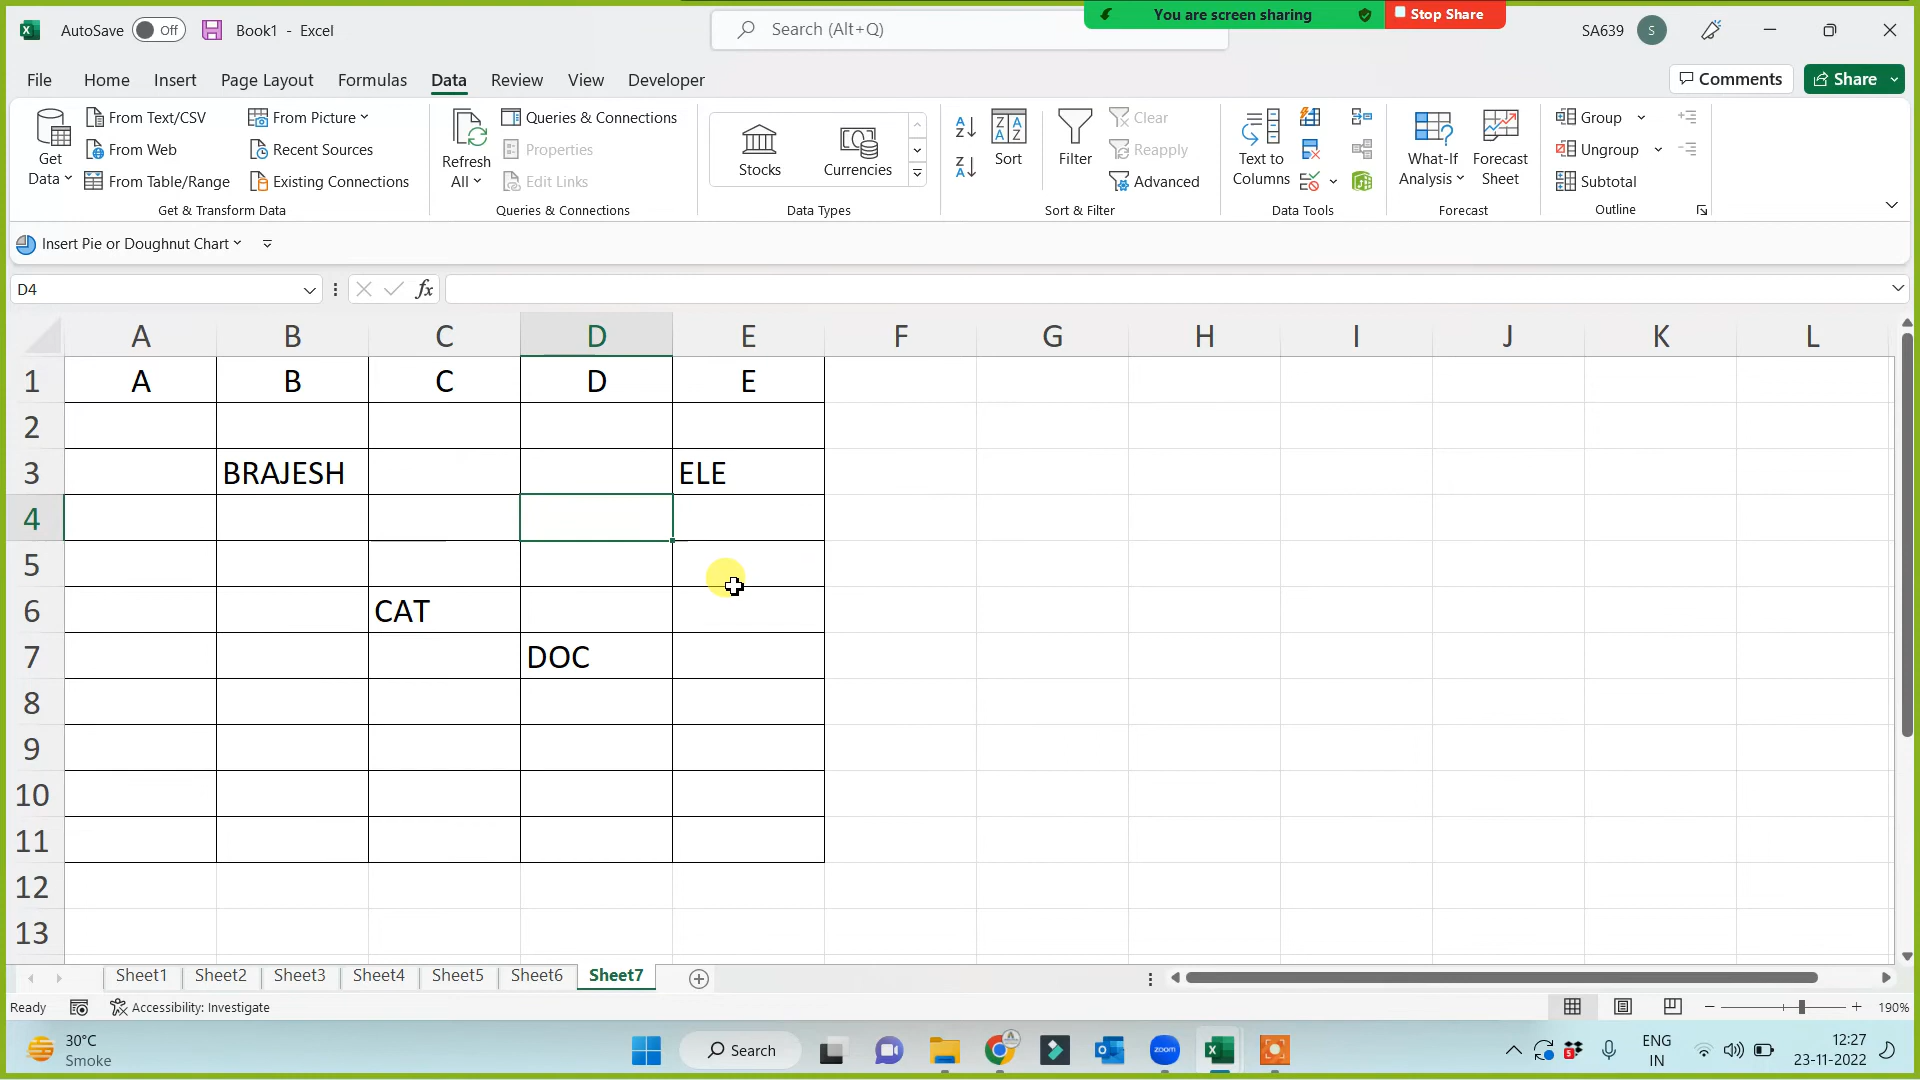 AutoSave Off Book1 - Excel Search (Alt+Q) You are screen sharing Stop Share SA639 S
File Home Insert Page Layout Formulas Data Review View Developer Comments Share
Get Data From Text/CSV From Web From Table/Range From Picture Recent Sources Existing Connections
Get & Transform Data
Refresh All Queries & Connections Properties Edit Links
Queries & Connections
Stocks Currencies
Data Types
Sort Filter Clear Reapply Advanced
Sort & Filter
Text to Columns
Data Tools
What-If Analysis Forecast Sheet
Forecast
Group Ungroup Subtotal
Outline
Insert Pie or Doughnut Chart
D4 fx
A B C D E F G H I J K L
1 A B C D E
2
3 BRAJESH ELE
4
5
6 CAT
7 DOC
8
9
10
11
12
13
Sheet1 Sheet2 Sheet3 Sheet4 Sheet5 Sheet6 Sheet7
Ready Accessibility: Investigate 190%
30°C
Smoke
Search
zoom
ENG
IN
12:27
23-11-2022